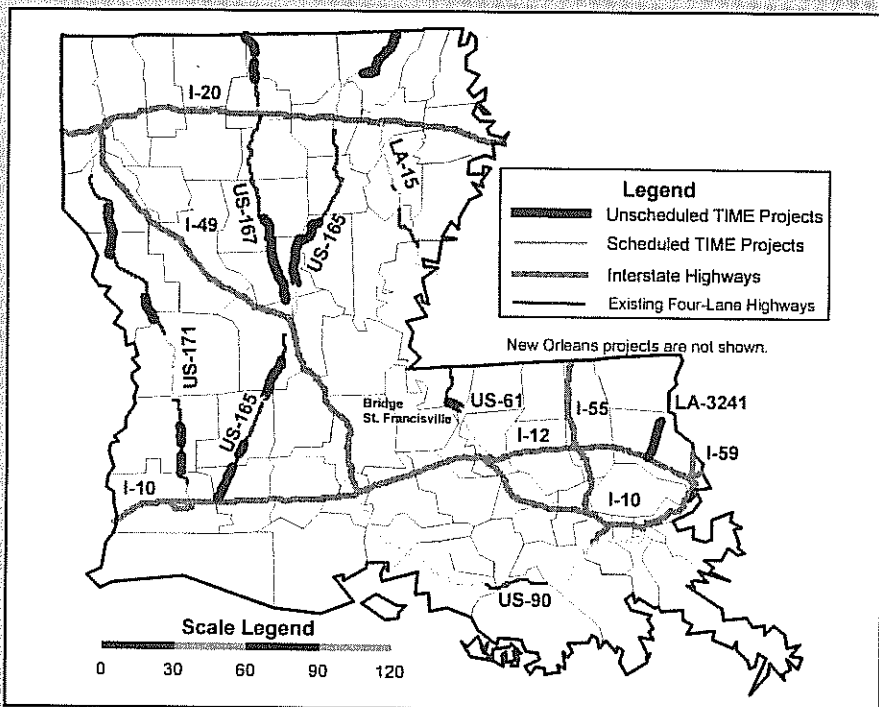 I-20
LA-15
Legend
Unscheduled TIME Projects
Scheduled TIME Projects
Interstate Highways
Existing Four-Lane Highways
I-49
US-167
US-165
New Orleans projects are not shown.
US-171
US-165
Bridge
St. Francisville
US-61
I-55
LA-3241
I-12
I-59
I-10
I-10
US-90
Scale Legend
0 30 60 90 120